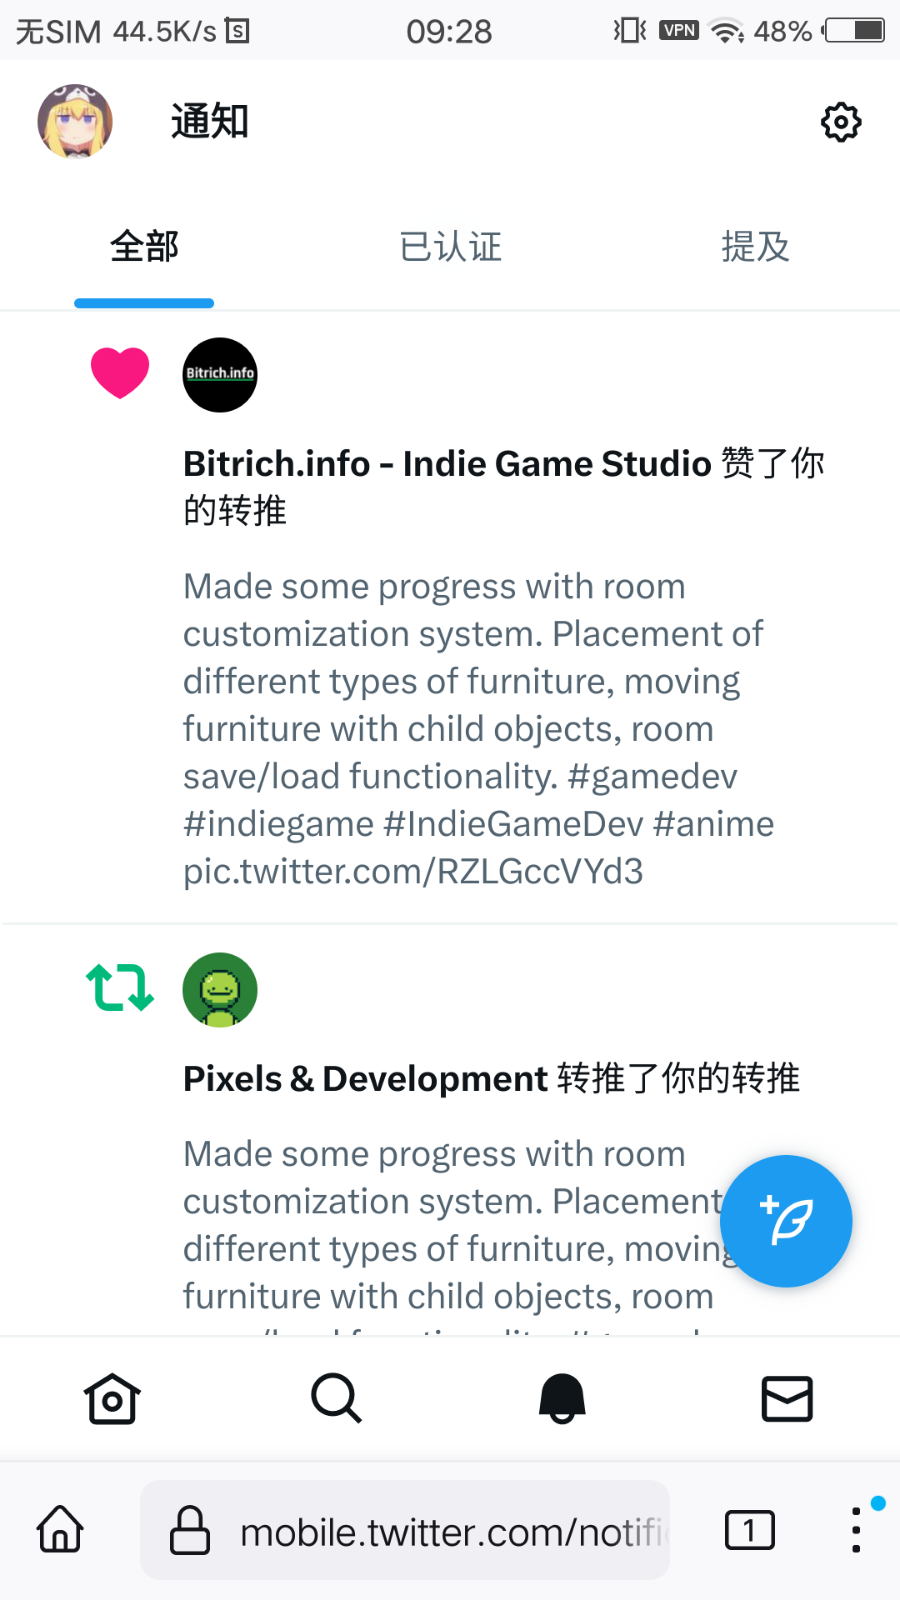 无SIM 44.5K/s S 09:28 VPN 48%
通知
全部 已认证 提及
Bitrich.info
Bitrich.info - Indie Game Studio 赞了你
的转推
Made some progress with room
customization system. Placement of
different types of furniture, moving
furniture with child objects, room
save/load functionality. #gamedev
#indiegame #IndieGameDev #anime
pic.twitter.com/RZLGccVYd3
Pixels & Development 转推了你的转推
Made some progress with room
customization system. Placement
different types of furniture, moving
furniture with child objects, room
mobile.twitter.com/notifi 1